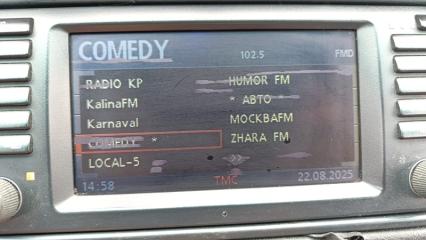 COMEDY 102.5 FMD
RADIO KP HUMOR FM
KalinaFM * АВТО
Karnaval МОСКВАFM
COMEDY * ZHARA FM
LOCAL-5 >>
14:58 TMC 22.08.2025